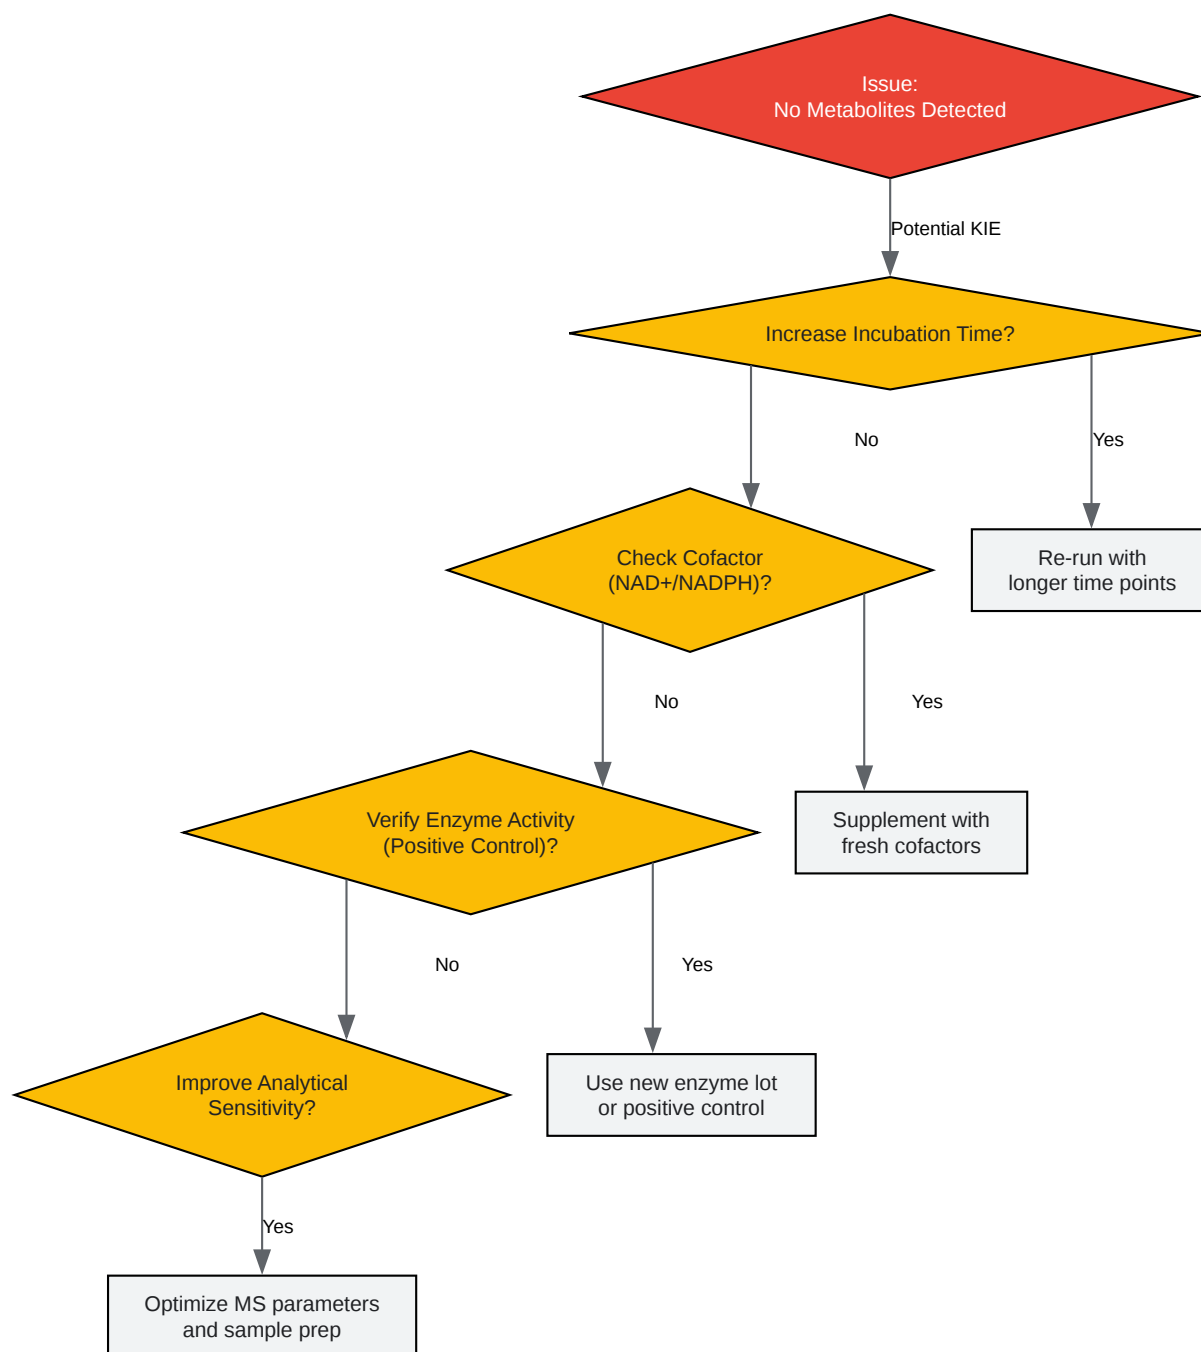 Issue:
No Metabolites Detected
Potential KIE
Increase Incubation Time?
No
Yes
Check Cofactor
(NAD+/NADPH)?
Re-run with
longer time points
No
Yes
Verify Enzyme Activity
(Positive Control)?
Supplement with
fresh cofactors
No
Yes
Improve Analytical
Sensitivity?
Use new enzyme lot
or positive control
Yes
Optimize MS parameters
and sample prep